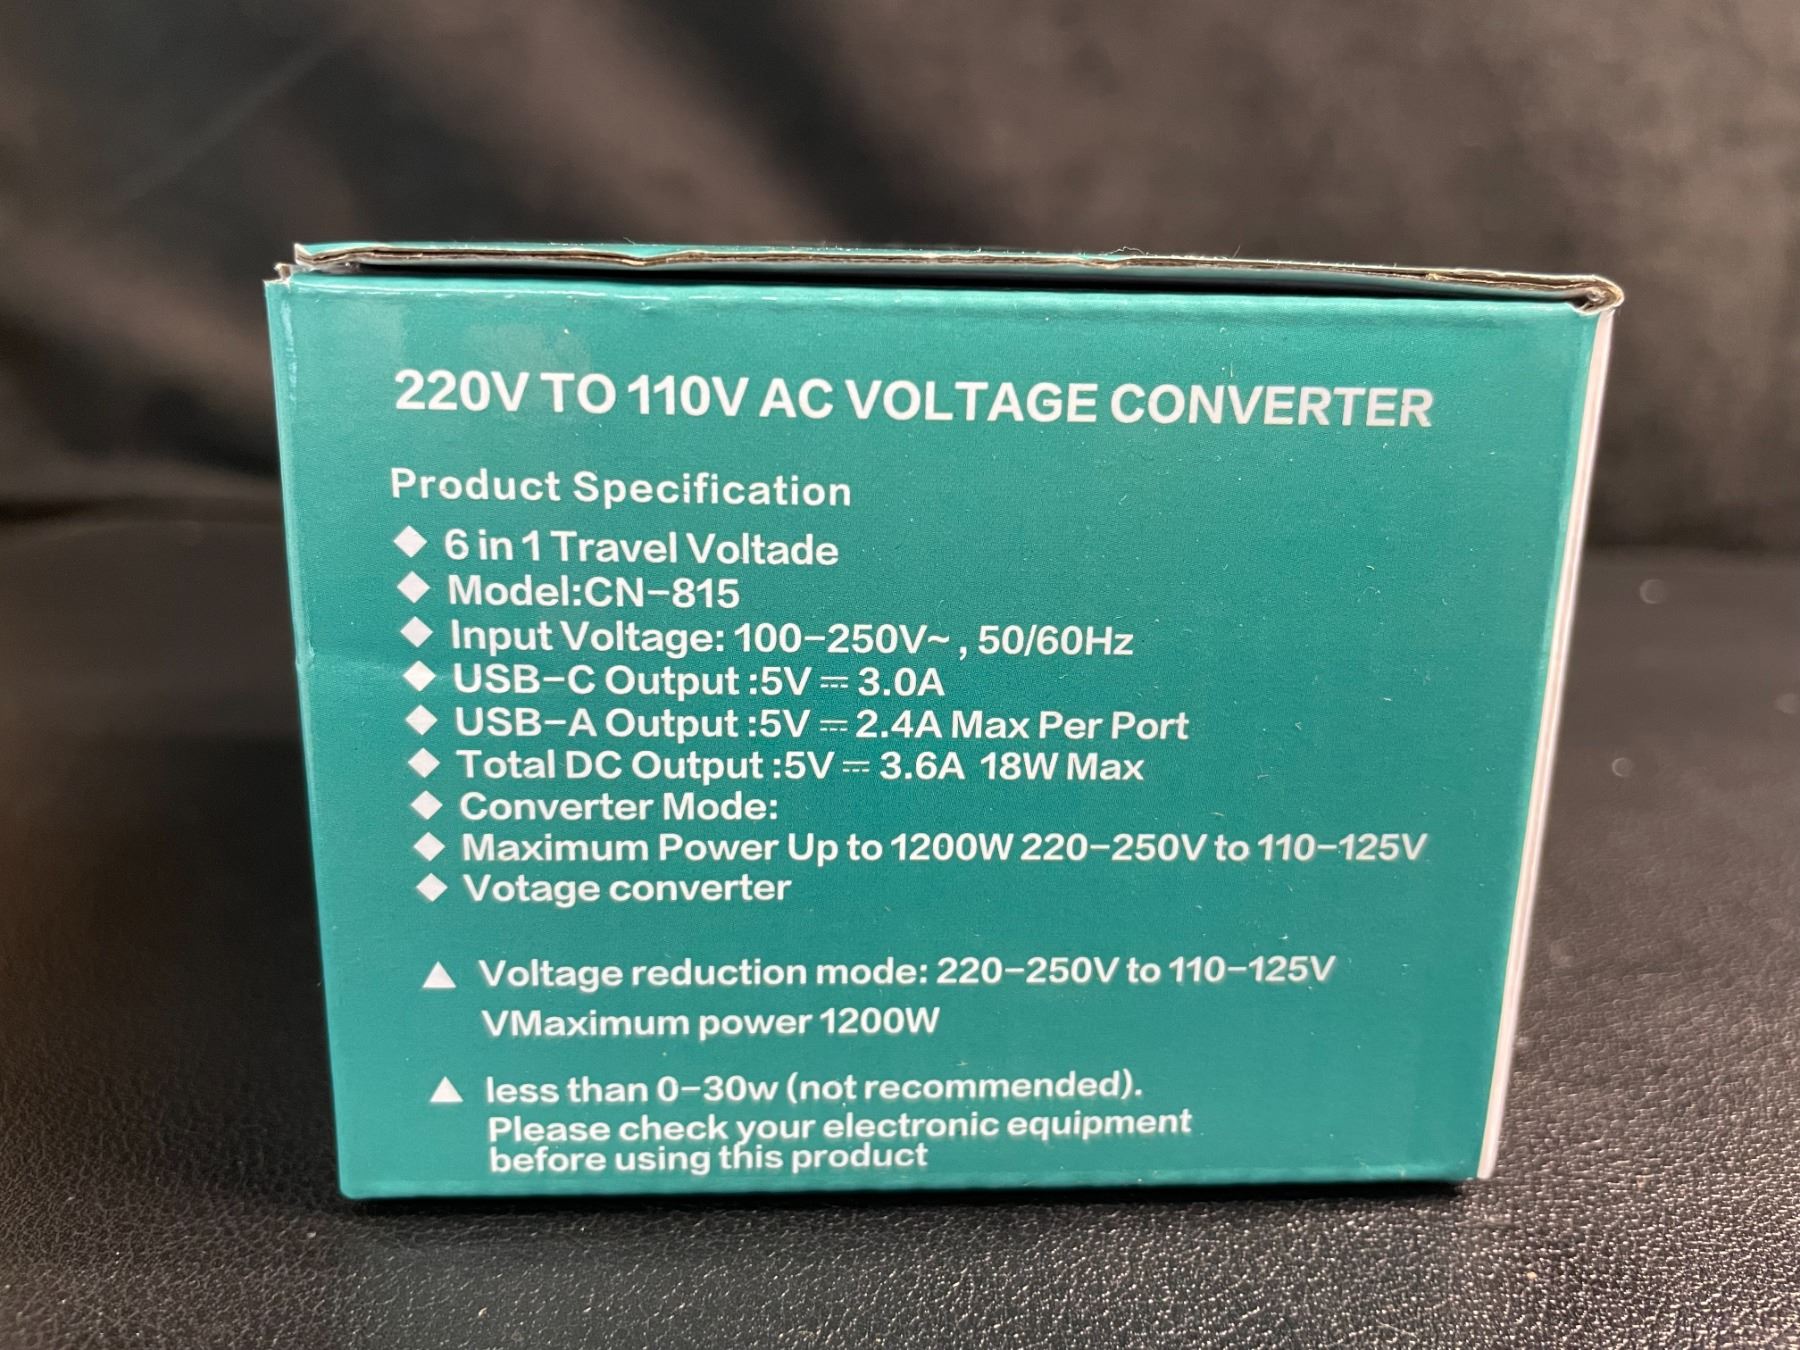 220V TO 110V AC VOLTAGE CONVERTER
Product Specification
◆ 6 in 1 Travel Voltade
◆ Model:CN-815
◆ Input Voltage: 100-250V~ , 50/60Hz
◆ USB-C Output :5V ⎓ 3.0A
◆ USB-A Output :5V ⎓ 2.4A Max Per Port
◆ Total DC Output :5V ⎓ 3.6A 18W Max
◆ Converter Mode:
◆ Maximum Power Up to 1200W 220-250V to 110-125V
◆ Votage converter
▲ Voltage reduction mode: 220-250V to 110-125V
VMaximum power 1200W
▲ less than 0-30w (not recommended).
Please check your electronic equipment
before using this product